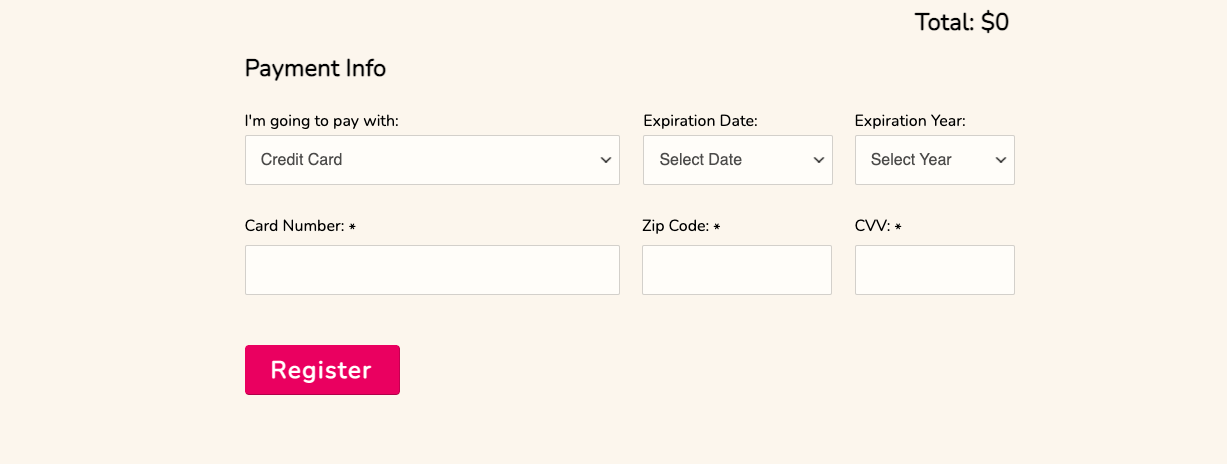 Total: $0
Payment Info
I'm going to pay with: Expiration Date: Expiration Year:
Credit Card Select Date Select Year
Card Number: * Zip Code: * CVV: *
Register